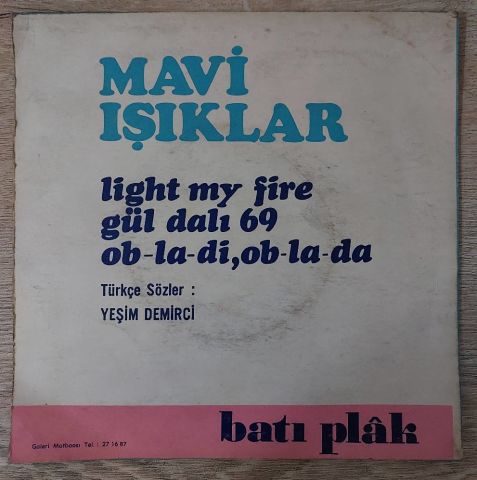 MAVİ
IŞIKLAR
light my fire
gül dalı 69
ob-la-di,ob-la-da
Türkçe Sözler :
YEŞİM DEMİRCİ
batı plâk
Galeri Matbaası Tel. : 27 16 87